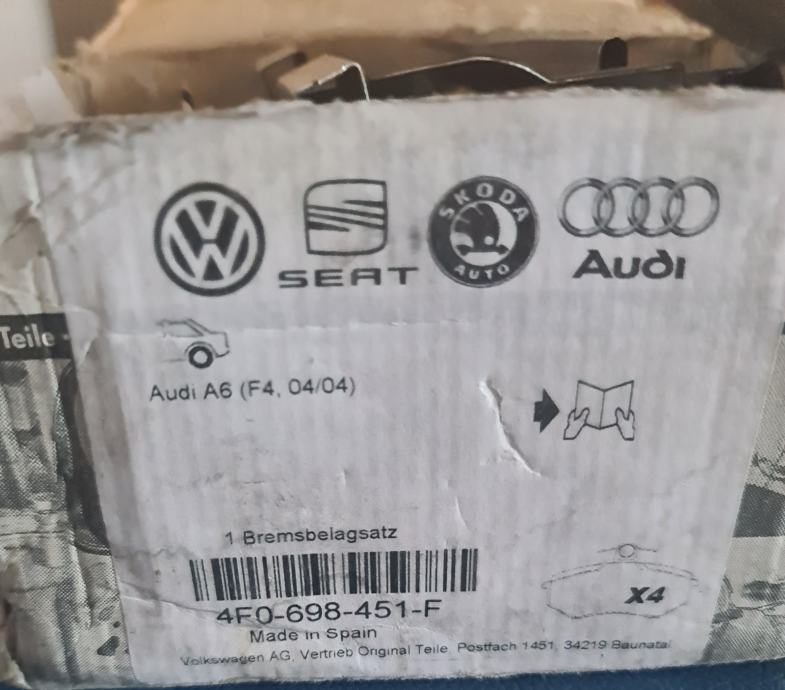 SEAT
SKODA
AUTO
Audi
Teile
Audi A6 (F4, 04/04)
1 Bremsbelagsatz
4F0-698-451-F
X4
Made in Spain
Volkswagen AG, Vertrieb Original Teile, Postfach 1451, 34219 Baunatal